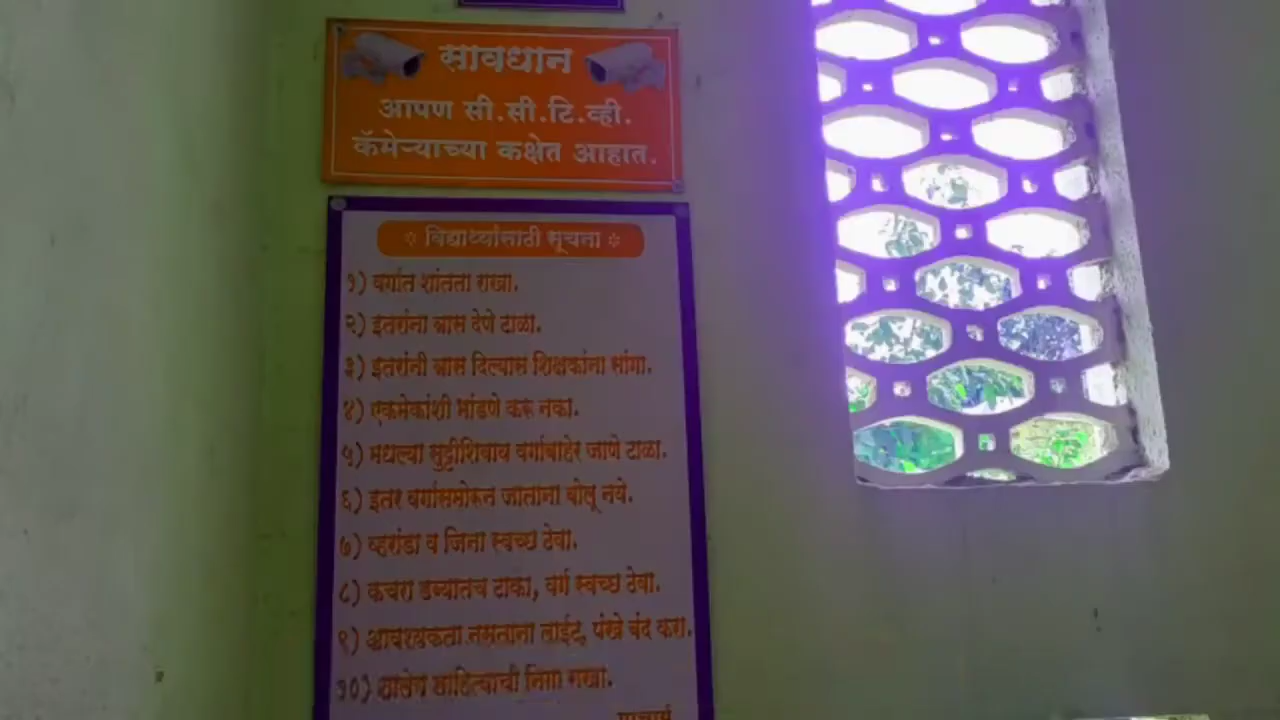 सावधान
आपण सी.सी.टि.व्ही.
कॅमेऱ्याच्या कक्षेत आहात.
विद्यार्थ्यांसाठी सूचना
१) वर्गात शांतता राखा.
२) इतरांना त्रास देणे टाळा.
३) इतरांनी त्रास दिल्यास शिक्षकांना सांगा.
४) एकमेकांशी भांडणे करू नका.
५) मधल्या सुट्टीशिवाय वर्गाबाहेर जाणे टाळा.
६) इतर वर्गासमोरून जाताना बोलू नये.
७) व्हरांडा व जिना स्वच्छ ठेवा.
८) कचरा डब्यातच टाका, वर्ग स्वच्छ ठेवा.
९) आवश्यकता नसताना लाईट, पंखे बंद करा.
१०) शालेय साहित्याची निगा राखा.
प्राचार्य